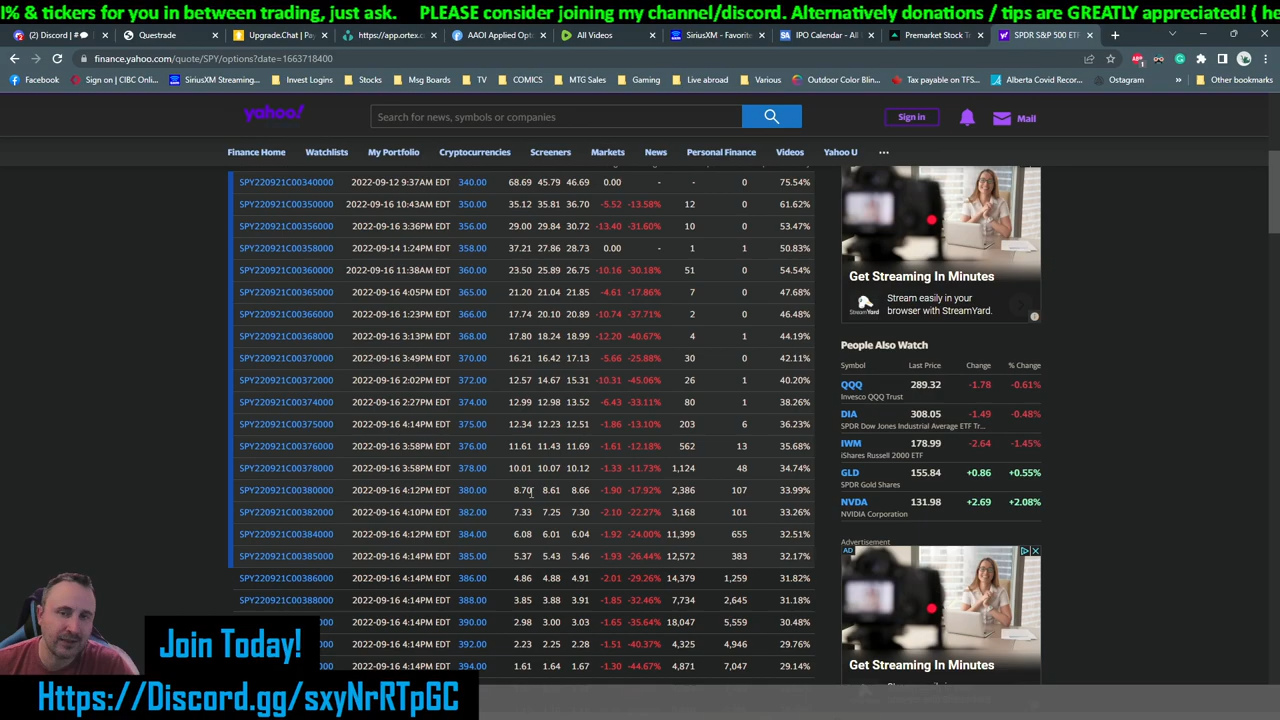 1% & tickers for you in between trading, just ask. PLEASE consider joining my channel/discord. Alternatively donations / tips are GREATLY appreciated! ( he
(2) Discord | # Questrade Upgrade.Chat | Pa https://app.ortex.c AAOI Applied Opt All Videos SiriusXM - Favorite IPO Calendar - All Premarket Stock Tr SPDR S&P 500 ETF
finance.yahoo.com/quote/SPY/options?date=1663718400
Facebook Sign on | CIBC Onl... SiriusXM Streaming... Invest Logins Stocks Msg Boards TV COMICS MTG Sales Gaming Live abroad Various Outdoor Color Blin... Tax payable on TFS... Alberta Covid Recor... Ostagram Other bookmarks
yahoo!
Search for news, symbols or companies
Sign in
Mail
Finance Home Watchlists My Portfolio Cryptocurrencies Screeners Markets News Personal Finance Videos Yahoo U ...
SPY220921C00340000 2022-09-12 9:37AM EDT 340.00 68.69 45.79 46.69 0.00 - - 0 75.54%
SPY220921C00350000 2022-09-16 10:43AM EDT 350.00 35.12 35.81 36.70 -5.52 -13.58% 12 0 61.62%
SPY220921C00356000 2022-09-16 3:36PM EDT 356.00 29.00 29.84 30.72 -13.40 -31.60% 10 0 53.47%
SPY220921C00358000 2022-09-14 1:24PM EDT 358.00 37.21 27.86 28.73 0.00 - 1 1 50.83%
SPY220921C00360000 2022-09-16 11:38AM EDT 360.00 23.50 25.89 26.75 -10.16 -30.18% 51 0 54.54%
SPY220921C00365000 2022-09-16 4:05PM EDT 365.00 21.20 21.04 21.85 -4.61 -17.86% 7 0 47.68%
SPY220921C00366000 2022-09-16 1:23PM EDT 366.00 17.74 20.10 20.89 -10.74 -37.71% 2 0 46.48%
SPY220921C00368000 2022-09-16 3:13PM EDT 368.00 17.80 18.24 19.00 -12.20 -40.67% 4 1 44.19%
SPY220921C00370000 2022-09-16 3:49PM EDT 370.00 16.21 16.42 17.13 -5.66 -25.88% 30 0 42.11%
SPY220921C00372000 2022-09-16 2:02PM EDT 372.00 12.57 14.67 15.31 -10.31 -45.06% 26 1 40.20%
SPY220921C00374000 2022-09-16 2:27PM EDT 374.00 12.99 12.98 13.52 -6.43 -33.11% 80 1 38.26%
SPY220921C00375000 2022-09-16 4:14PM EDT 375.00 12.34 12.23 12.51 -1.86 -13.10% 203 6 36.23%
SPY220921C00376000 2022-09-16 3:58PM EDT 376.00 11.61 11.43 11.69 -1.61 -12.18% 562 13 35.68%
SPY220921C00378000 2022-09-16 3:58PM EDT 378.00 10.01 10.07 10.12 -1.33 -11.73% 1,124 48 34.74%
SPY220921C00380000 2022-09-16 4:12PM EDT 380.00 8.70 8.61 8.66 -1.90 -17.92% 2,386 107 33.99%
SPY220921C00382000 2022-09-16 4:10PM EDT 382.00 7.33 7.25 7.30 -2.10 -22.27% 3,168 101 33.26%
SPY220921C00384000 2022-09-16 4:12PM EDT 384.00 6.08 6.01 6.04 -1.92 -24.00% 11,399 655 32.51%
SPY220921C00385000 2022-09-16 4:14PM EDT 385.00 5.37 5.43 5.46 -1.93 -26.44% 12,572 383 32.17%
SPY220921C00386000 2022-09-16 4:14PM EDT 386.00 4.86 4.88 4.91 -2.01 -29.26% 14,379 1,259 31.82%
SPY220921C00388000 2022-09-16 4:14PM EDT 388.00 3.85 3.88 3.91 -1.85 -32.46% 7,734 2,645 31.18%
2022-09-16 4:14PM EDT 390.00 2.98 3.00 3.03 -1.65 -35.64% 18,047 5,559 30.48%
2022-09-16 4:14PM EDT 392.00 2.23 2.25 2.28 -1.51 -40.37% 4,325 4,946 29.76%
2022-09-16 4:14PM EDT 394.00 1.61 1.64 1.67 -1.30 -44.67% 4,871 7,047 29.14%
Get Streaming In Minutes
Stream easily in your
browser with StreamYard.
People Also Watch
Symbol Last Price Change % Change
QQQ 289.32 -1.78 -0.61%
Invesco QQQ Trust
DIA 308.05 -1.49 -0.48%
SPDR Dow Jones Industrial Average ETF Tr...
IWM 178.99 -2.64 -1.45%
iShares Russell 2000 ETF
GLD 155.84 +0.86 +0.55%
SPDR Gold Shares
NVDA 131.98 +2.69 +2.08%
NVIDIA Corporation
Advertisement
AD
Get Streaming In Minutes
Join Today!
Https://Discord.gg/sxyNrRTpGC